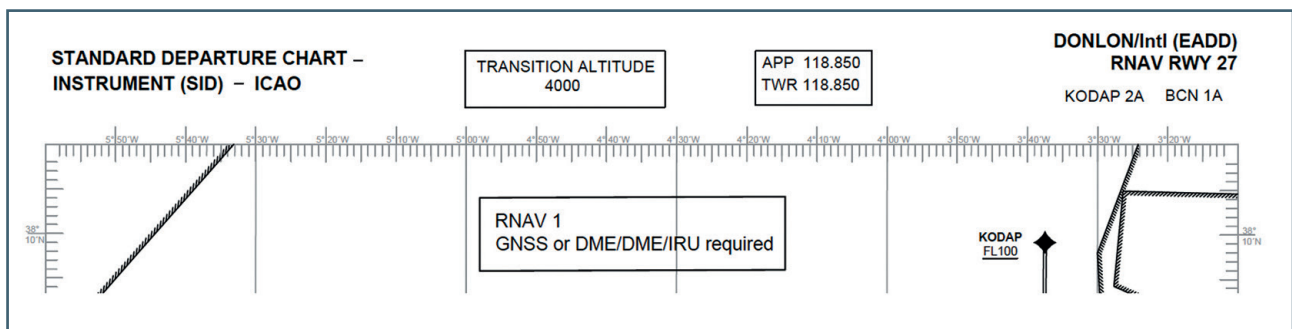 STANDARD DEPARTURE CHART –
INSTRUMENT (SID) – ICAO
TRANSITION ALTITUDE
4000
APP 118.850
TWR 118.850
DONLON/Intl (EADD)
RNAV RWY 27
KODAP 2A BCN 1A
5°50'W 5°40'W 5°30'W 5°20'W 5°10'W 5°00'W 4°50'W 4°40'W 4°30'W 4°20'W 4°10'W 4°00'W 3°50'W 3°40'W 3°30'W 3°20'W
RNAV 1
GNSS or DME/DME/IRU required
38°
10'N
KODAP
FL100
38°
10'N